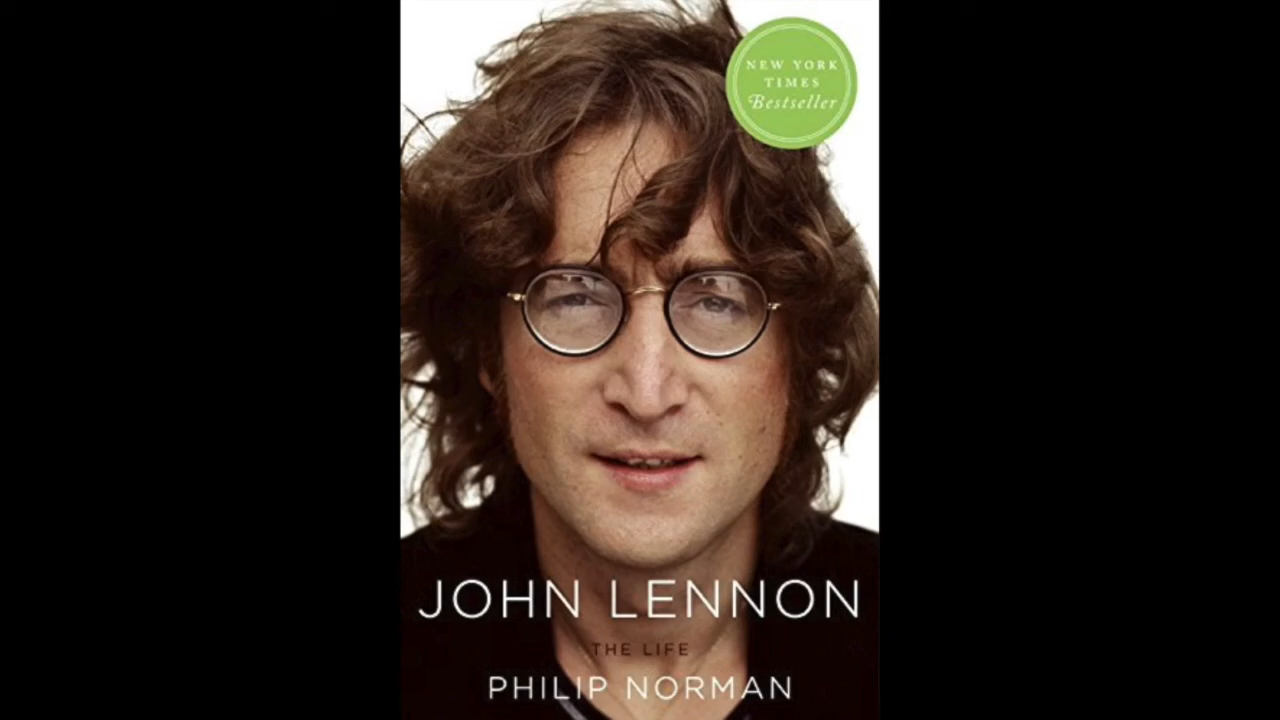 NEW YORK
TIMES
Bestseller
JOHN LENNON
THE LIFE
PHILIP NORMAN